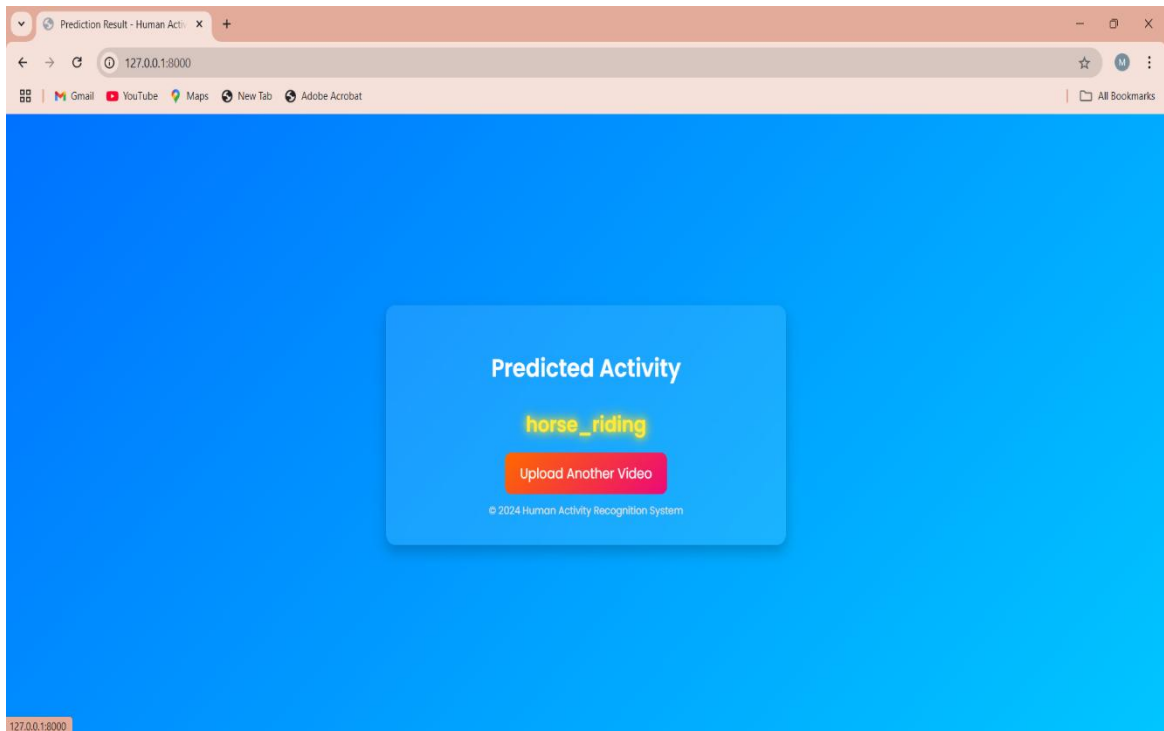 Prediction Result - Human Activ
127.0.0.1:8000
Gmail YouTube Maps New Tab Adobe Acrobat All Bookmarks
Predicted Activity
horse_riding
Upload Another Video
© 2024 Human Activity Recognition System
127.0.0.1:8000